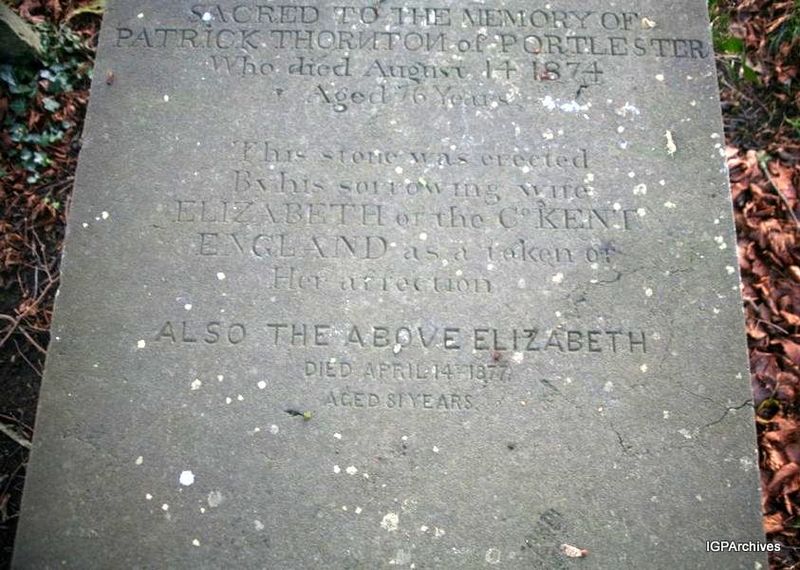 SACRED TO THE MEMORY OF
PATRICK THORNTON of PORTLESTER
Who died August 14 1874
Aged 76 Years
This stone was erected
By his sorrowing wife
ELIZABETH of the Co KENT
ENGLAND as a token of
Her affection
ALSO THE ABOVE ELIZABETH
DIED APRIL 14TH 1877,
AGED 81 YEARS.
IGPArchives